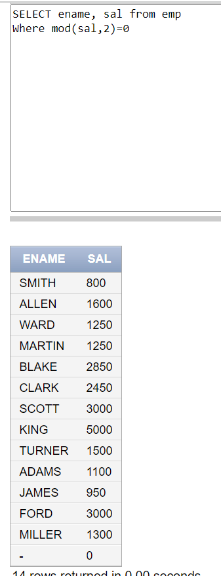 SELECT ename, sal from emp
Where mod(sal,2)=0
ENAME SAL
SMITH 800
ALLEN 1600
WARD 1250
MARTIN 1250
BLAKE 2850
CLARK 2450
SCOTT 3000
KING 5000
TURNER 1500
ADAMS 1100
JAMES 950
FORD 3000
MILLER 1300
- 0
14 rows returned in 0.00 seconds